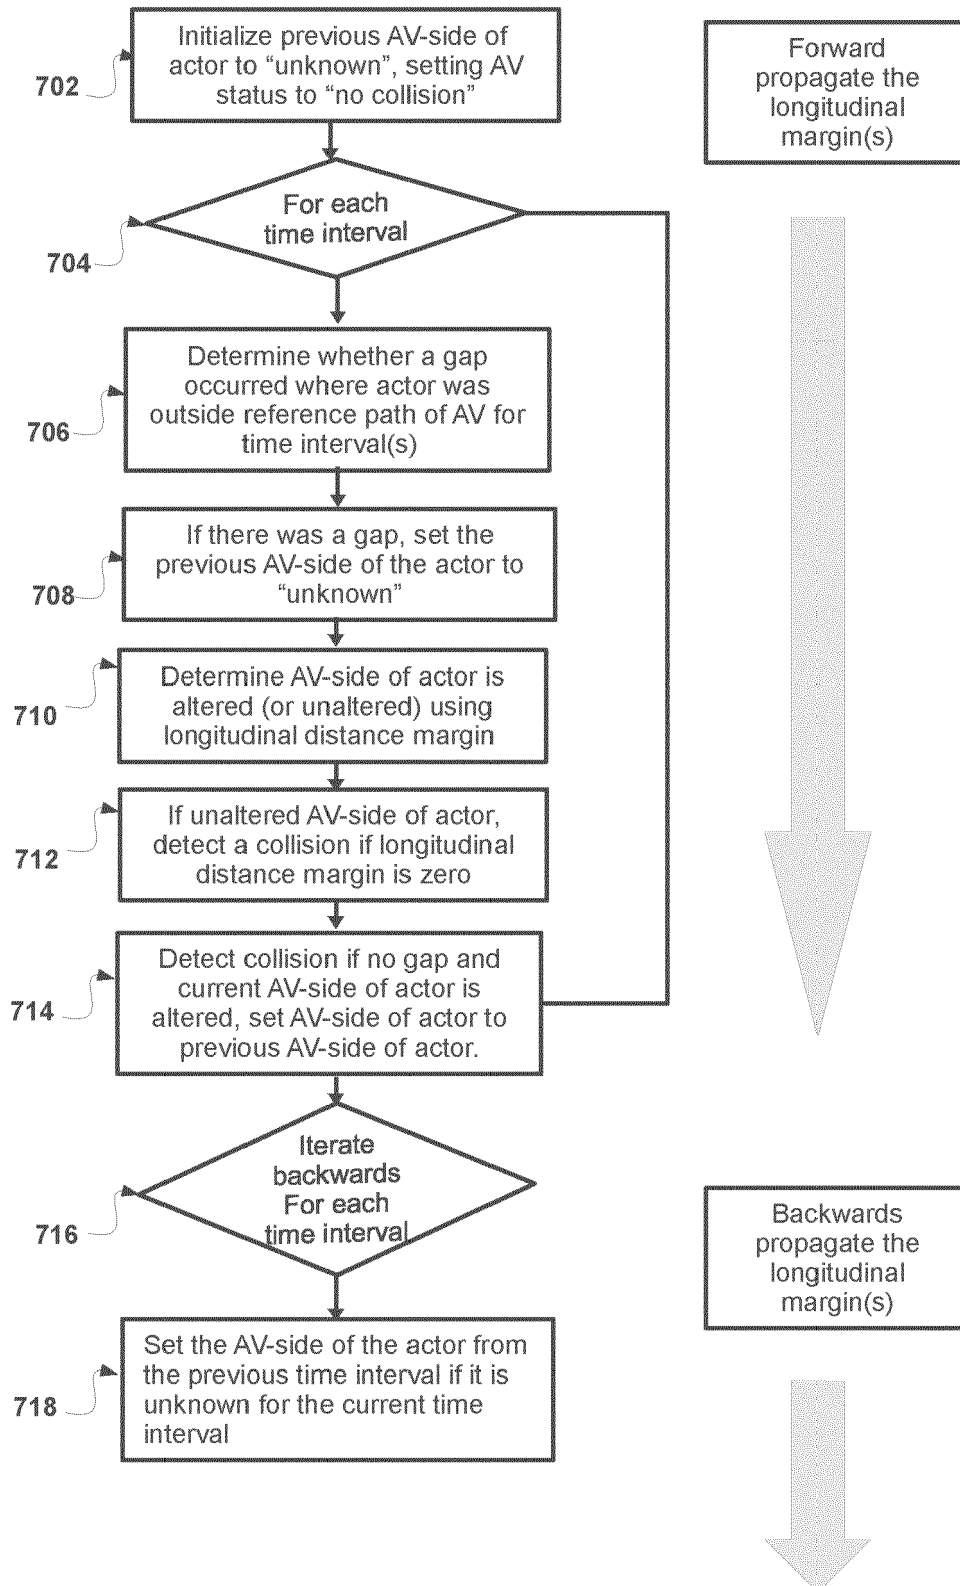 Initialize previous AV-side of
actor to “unknown”, setting AV
status to “no collision”
702
Forward
propagate the
longitudinal
margin(s)
For each
time interval
704
Determine whether a gap
occurred where actor was
outside reference path of AV for
time interval(s)
706
If there was a gap, set the
previous AV-side of the actor to
“unknown”
708
Determine AV-side of actor is
altered (or unaltered) using
longitudinal distance margin
710
If unaltered AV-side of actor,
detect a collision if longitudinal
distance margin is zero
712
Detect collision if no gap and
current AV-side of actor is
altered, set AV-side of actor to
previous AV-side of actor.
714
Iterate
backwards
For each
time interval
716
Backwards
propagate the
longitudinal
margin(s)
Set the AV-side of the actor from
the previous time interval if it is
unknown for the current time
interval
718